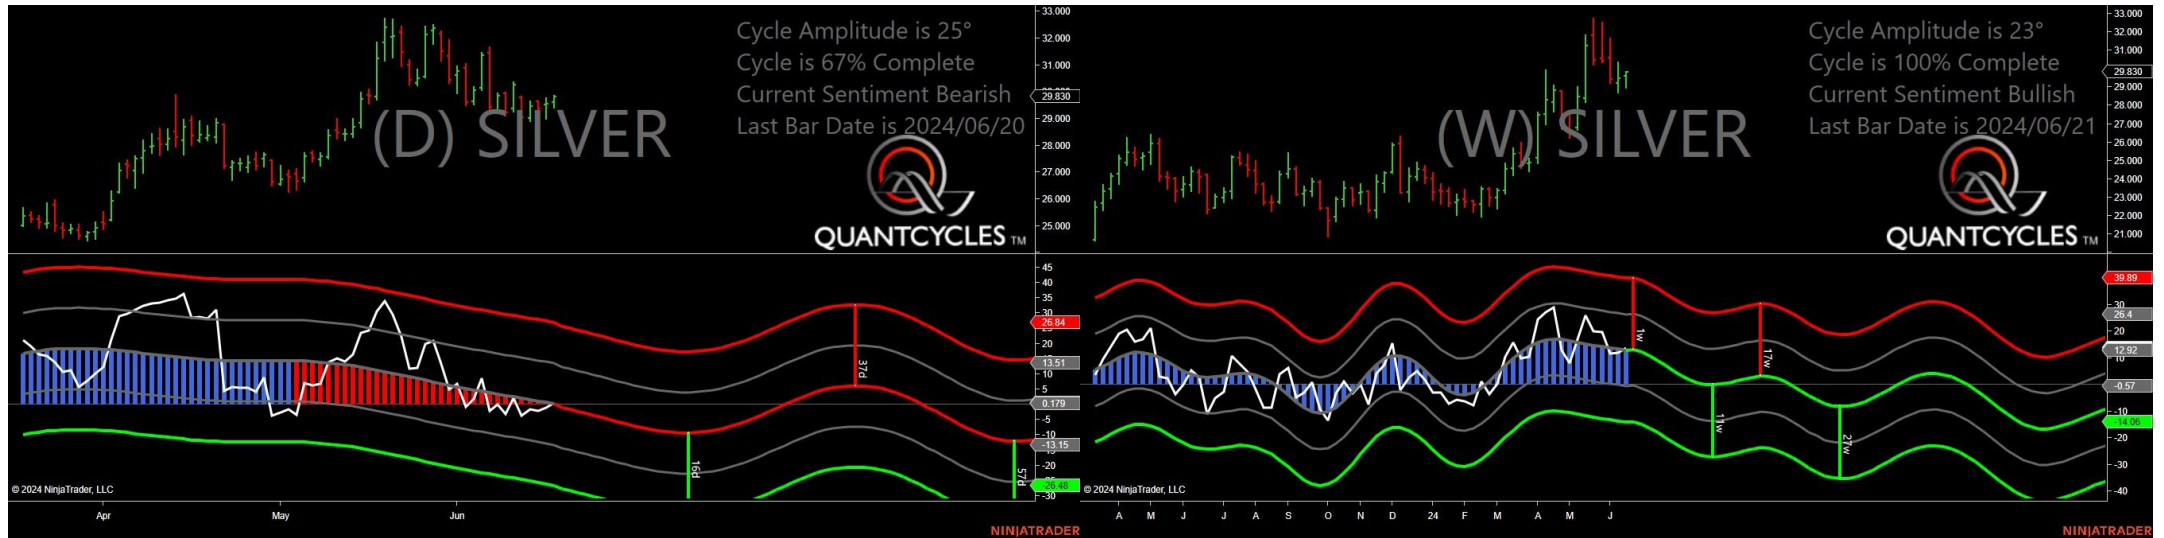 Cycle Amplitude is 25°
Cycle is 67% Complete
Current Sentiment Bearish
Last Bar Date is 2024/06/20
(D) SILVER
QUANTCYCLES TM
33.000
32.000
31.000
29.830
29.000
28.000
27.000
26.000
25.000
45
40
35
30
26.84
13.51
10
5
0.179
-5
-10
-13.15
-20
-26.48
-30
37d
16d
57d
© 2024 NinjaTrader, LLC
Apr May Jun
NINJATRADER
Cycle Amplitude is 23°
Cycle is 100% Complete
Current Sentiment Bullish
Last Bar Date is 2024/06/21
(W) SILVER
QUANTCYCLES TM
33.000
32.000
31.000
29.830
29.000
28.000
27.000
26.000
25.000
24.000
23.000
22.000
21.000
39.89
30
26.4
20
12.92
10
-0.57
-10
-14.06
-20
-30
-40
1w
17w
11w
27w
© 2024 NinjaTrader, LLC
A M J J A S O N D 24 F M A M J
NINJATRADER